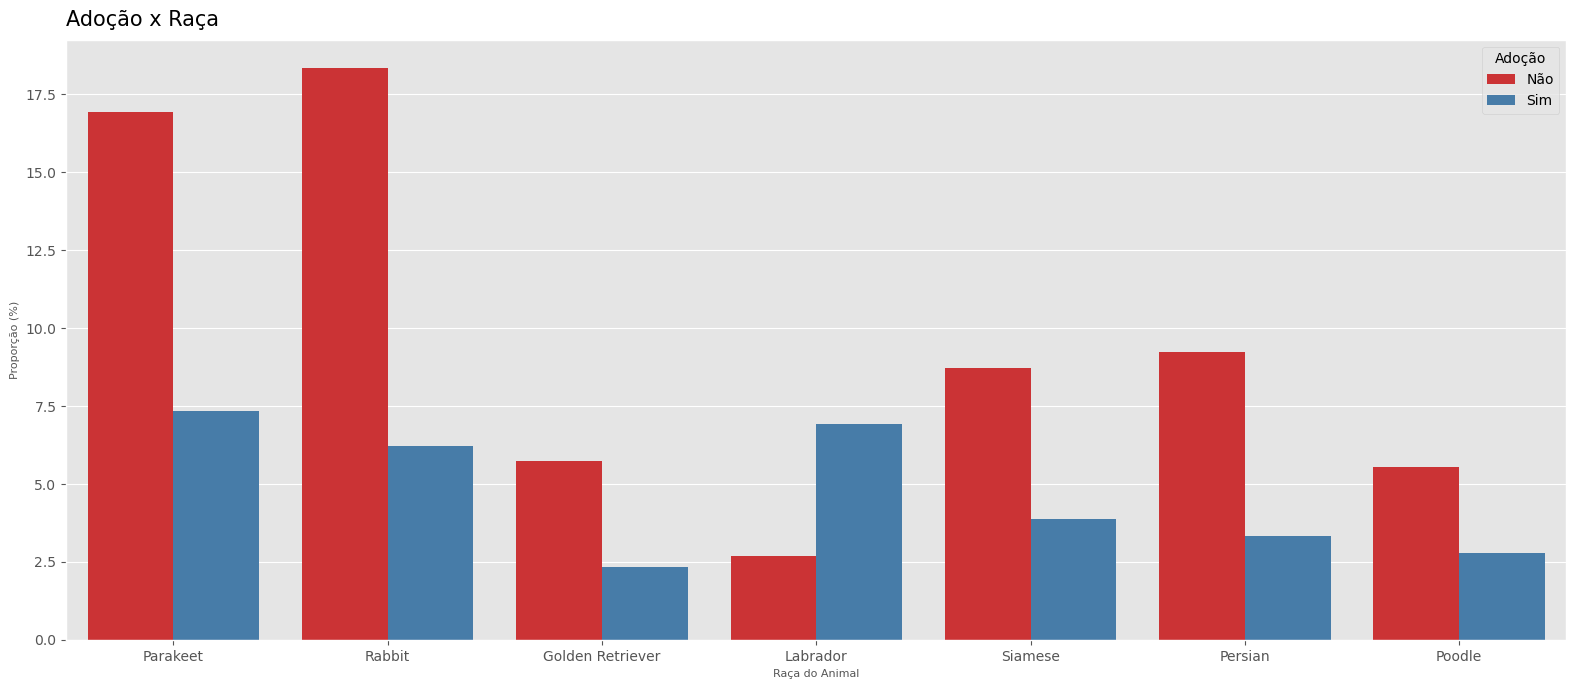 Adoção x Raça
Adoção
Não
Sim
17.5
15.0
12.5
10.0
7.5
5.0
2.5
0.0
Proporção (%)
Parakeet Rabbit Golden Retriever Labrador Siamese Persian Poodle
Raça do Animal